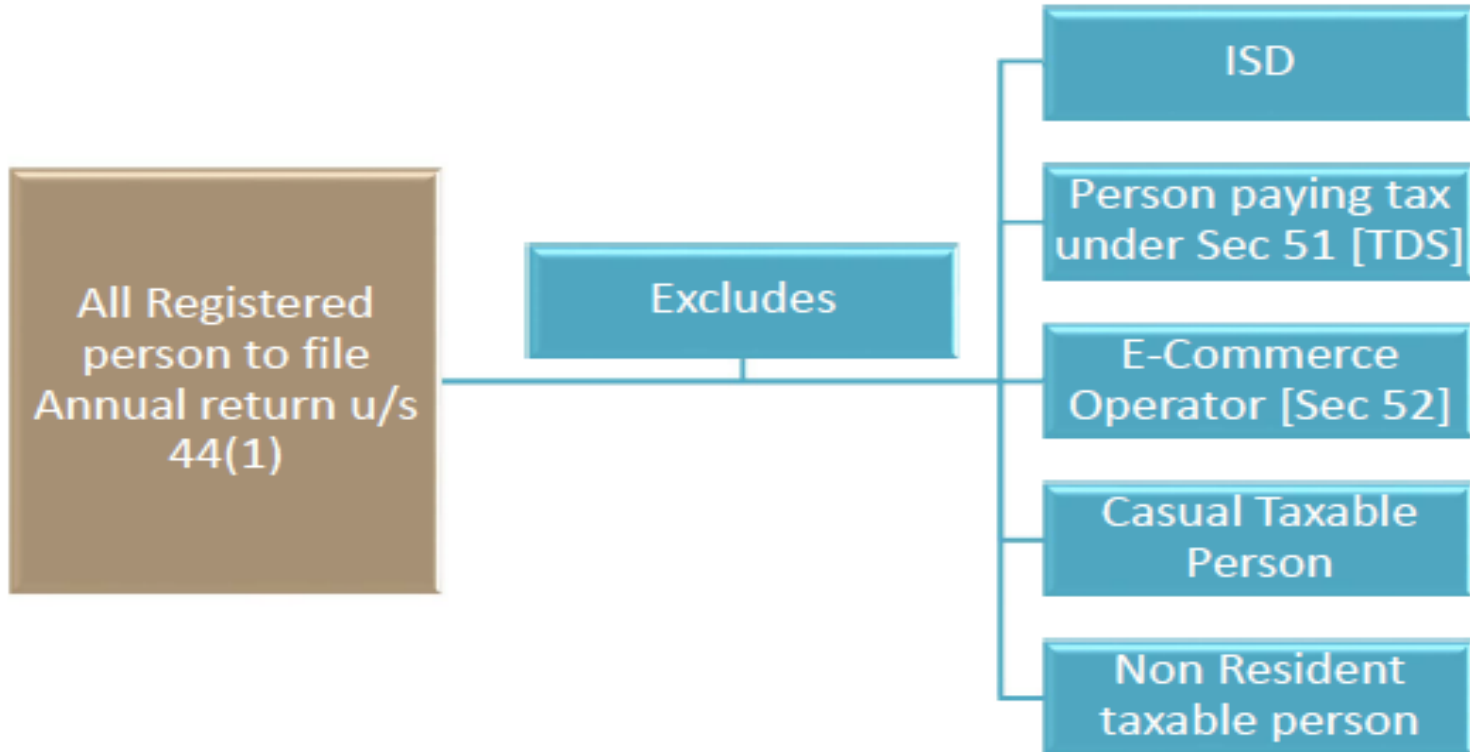 All Registered
person to file
Annual return u/s
44(1)
Excludes
ISD
Person paying tax
under Sec 51 [TDS]
E-Commerce
Operator [Sec 52]
Casual Taxable
Person
Non Resident
taxable person